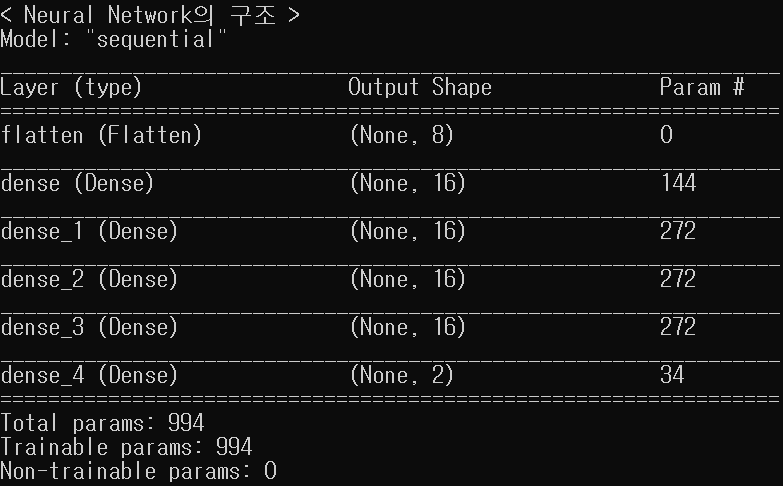 < Neural Network의 구조 >
Model: "sequential"
_________________________________________________________________
Layer (type)                 Output Shape              Param #
=================================================================
flatten (Flatten)            (None, 8)                 0
_________________________________________________________________
dense (Dense)                (None, 16)                144
_________________________________________________________________
dense_1 (Dense)              (None, 16)                272
_________________________________________________________________
dense_2 (Dense)              (None, 16)                272
_________________________________________________________________
dense_3 (Dense)              (None, 16)                272
_________________________________________________________________
dense_4 (Dense)              (None, 2)                 34
=================================================================
Total params: 994
Trainable params: 994
Non-trainable params: 0